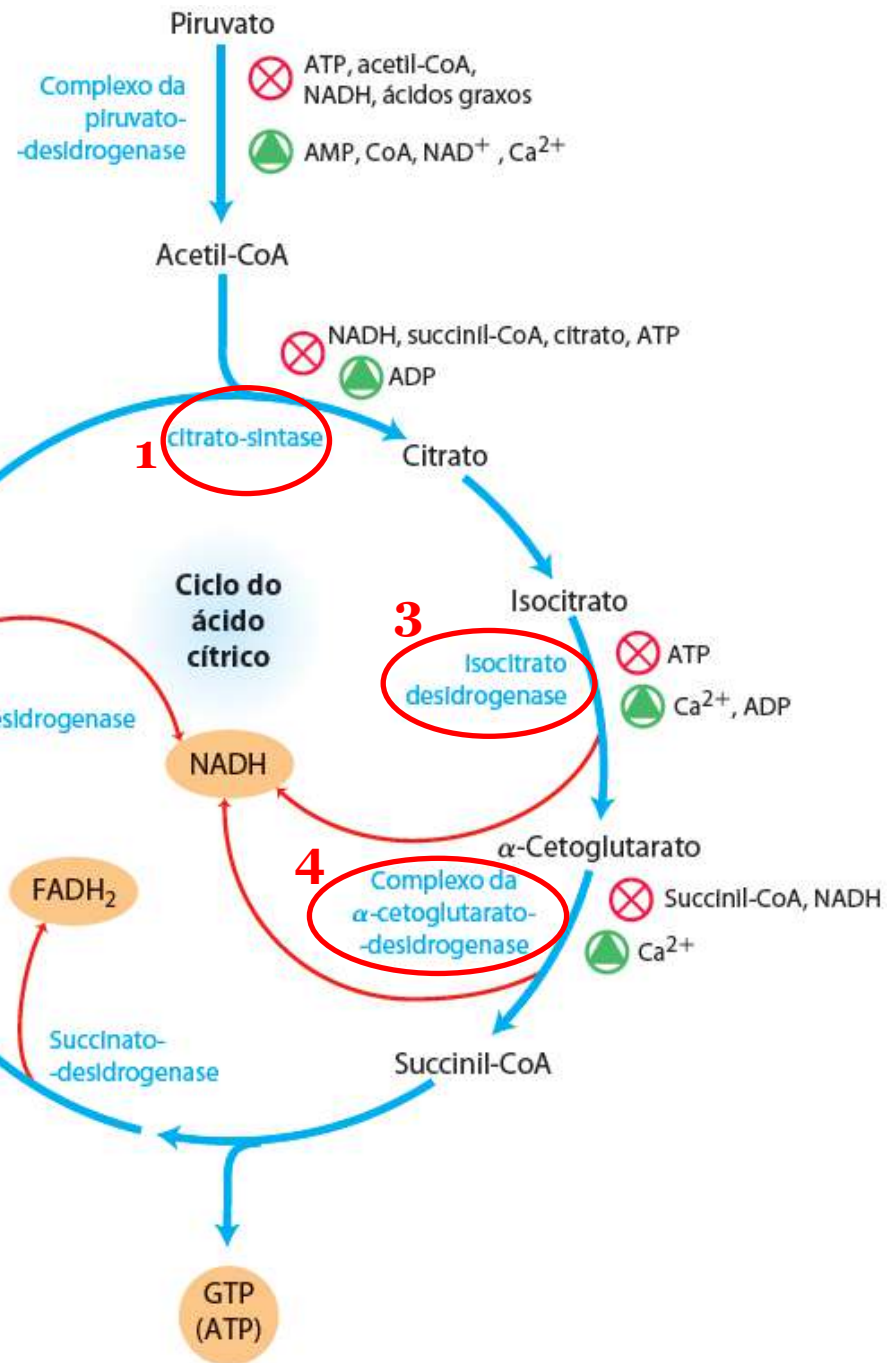 Piruvato
Complexo da
piruvato-
-desidrogenase
ATP, acetil-CoA,
NADH, ácidos graxos
AMP, CoA, NAD⁺ , Ca²⁺
Acetil-CoA
NADH, succinil-CoA, citrato, ATP
ADP
1
citrato-sintase
Citrato
Ciclo do
ácido
cítrico
Isocitrato
3
Isocitrato
desidrogenase
ATP
Ca²⁺, ADP
esidrogenase
NADH
α-Cetoglutarato
4
Complexo da
α-cetoglutarato-
-desidrogenase
Succinil-CoA, NADH
Ca²⁺
FADH₂
Succinato-
-desidrogenase
Succinil-CoA
GTP
(ATP)